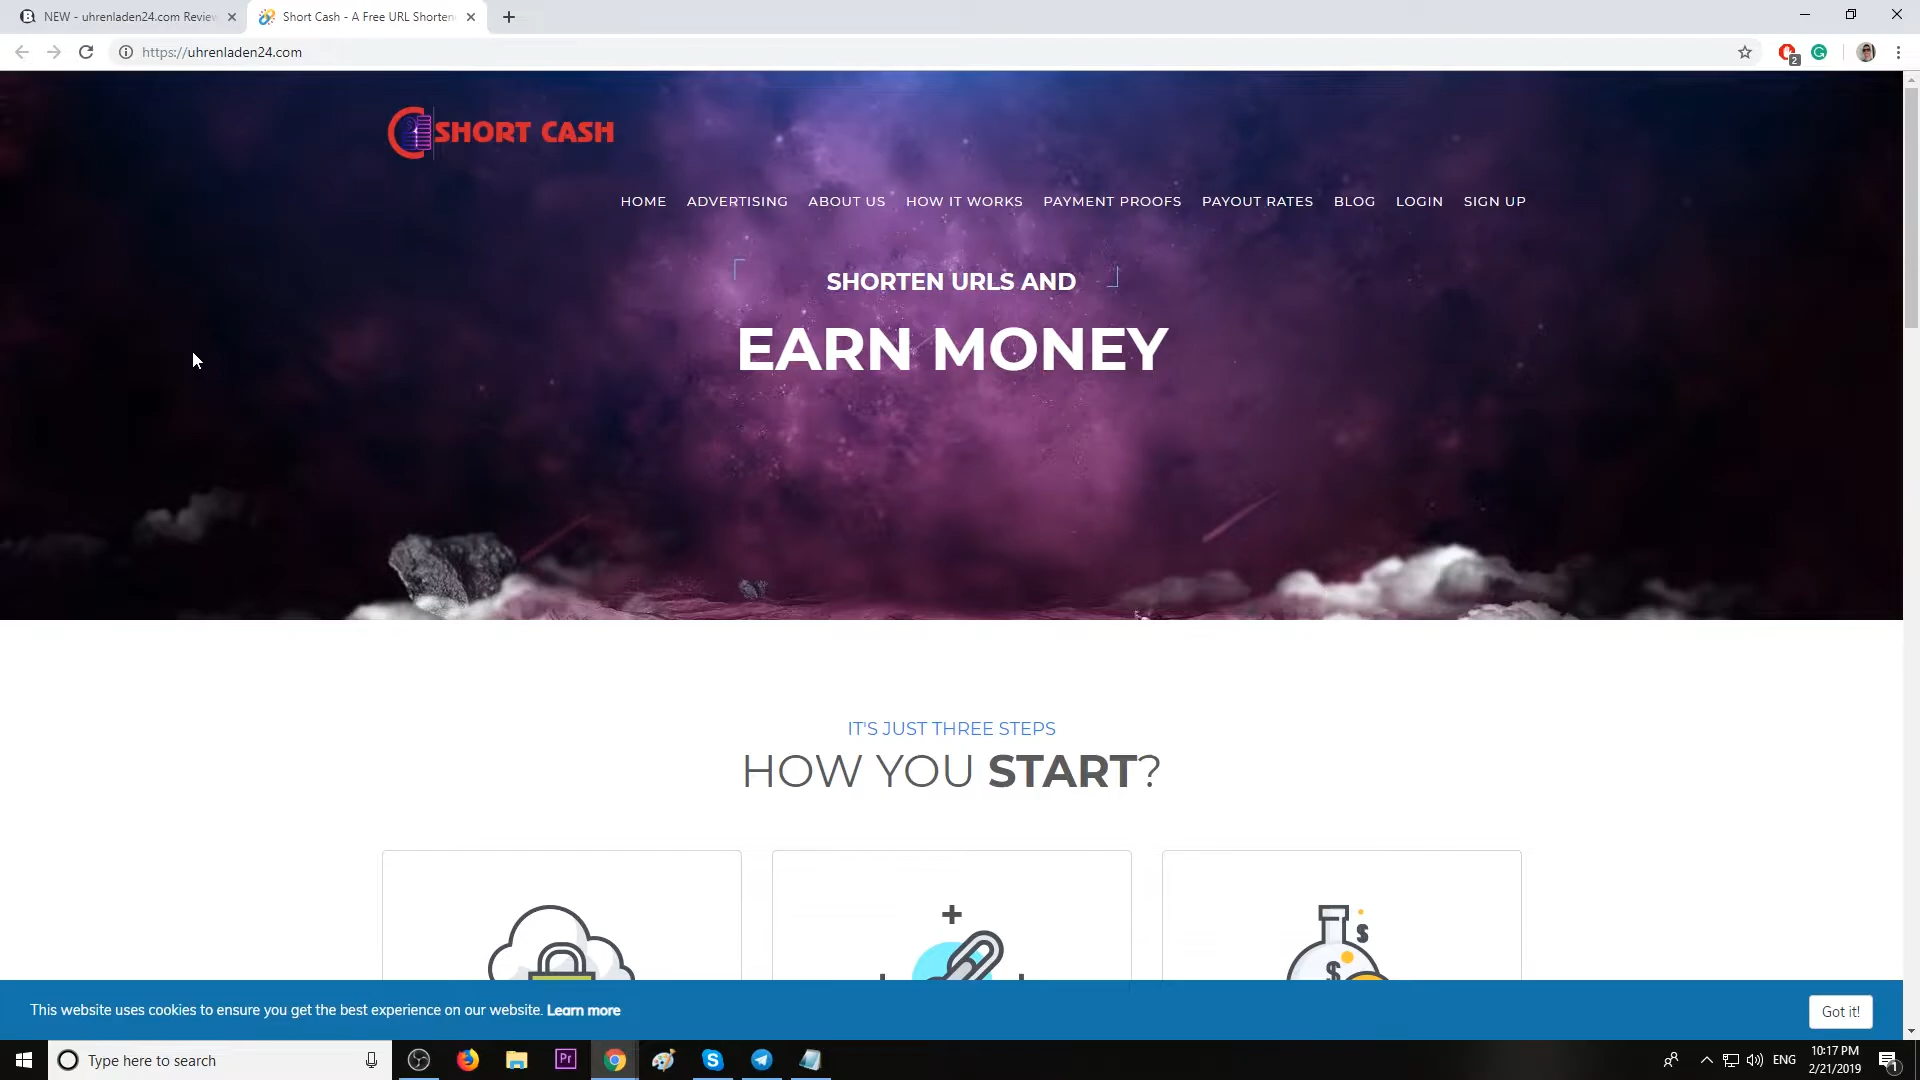 NEW - uhrenladen24.com Review
Short Cash - A Free URL Shorten
https://uhrenladen24.com
2
SHORT CASH
HOME ADVERTISING ABOUT US HOW IT WORKS PAYMENT PROOFS PAYOUT RATES BLOG LOGIN SIGN UP
SHORTEN URLS AND
EARN MONEY
IT'S JUST THREE STEPS
HOW YOU START?
$
$
This website uses cookies to ensure you get the best experience on our website. Learn more
Got it!
Type here to search
Pr
ENG
10:17 PM
2/21/2019
1